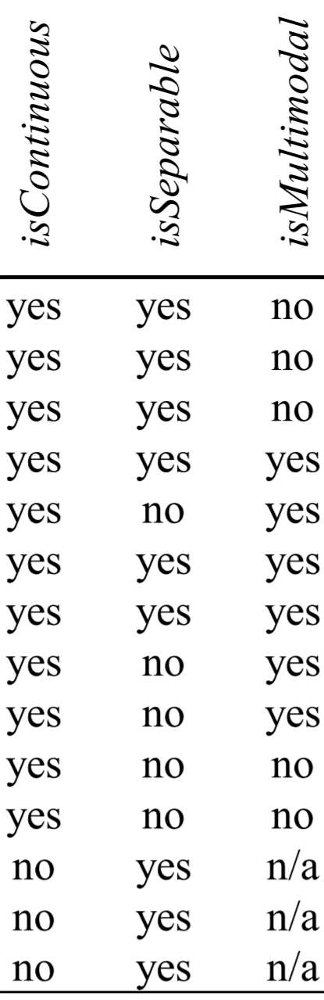 isContinuous isSeparable isMultimodal
yes yes no
yes yes no
yes yes no
yes yes yes
yes no yes
yes yes yes
yes yes yes
yes no yes
yes no yes
yes no no
yes no no
no yes n/a
no yes n/a
no yes n/a